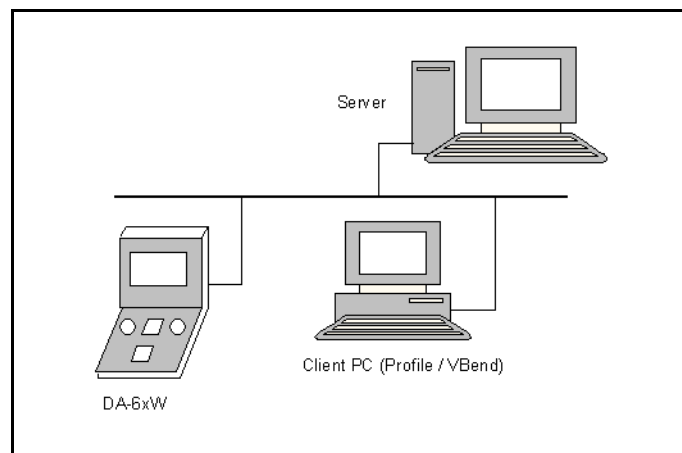 Server
Client PC (Profile / VBend)
DA-6xW